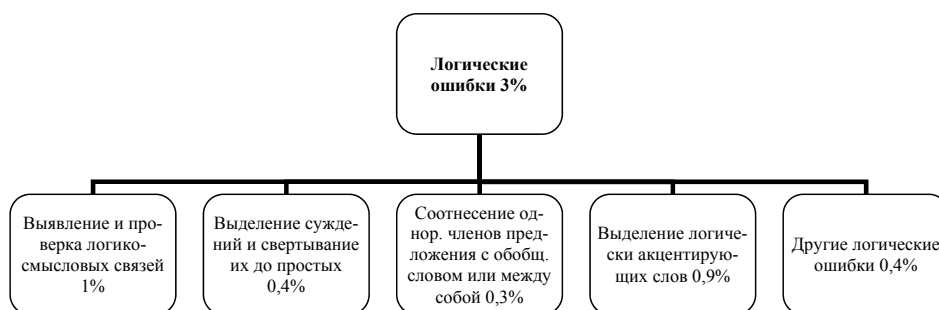 Логические
ошибки 3%
Выявление и про-
верка логико-
смысловых связей
1%
Выделение сужде-
ний и свертывание
их до простых
0,4%
Соотнесение од-
нор. членов пред-
ложения с обобщ.
словом или между
собой 0,3%
Выделение логиче-
ски акцентирую-
щих слов 0,9%
Другие логические
ошибки 0,4%